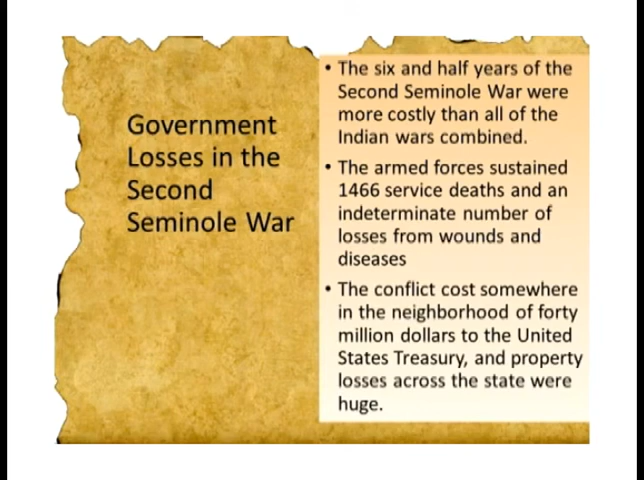 Government
Losses in the
Second
Seminole War
• The six and half years of the
Second Seminole War were
more costly than all of the
Indian wars combined.
• The armed forces sustained
1466 service deaths and an
indeterminate number of
losses from wounds and
diseases
• The conflict cost somewhere
in the neighborhood of forty
million dollars to the United
States Treasury, and property
losses across the state were
huge.